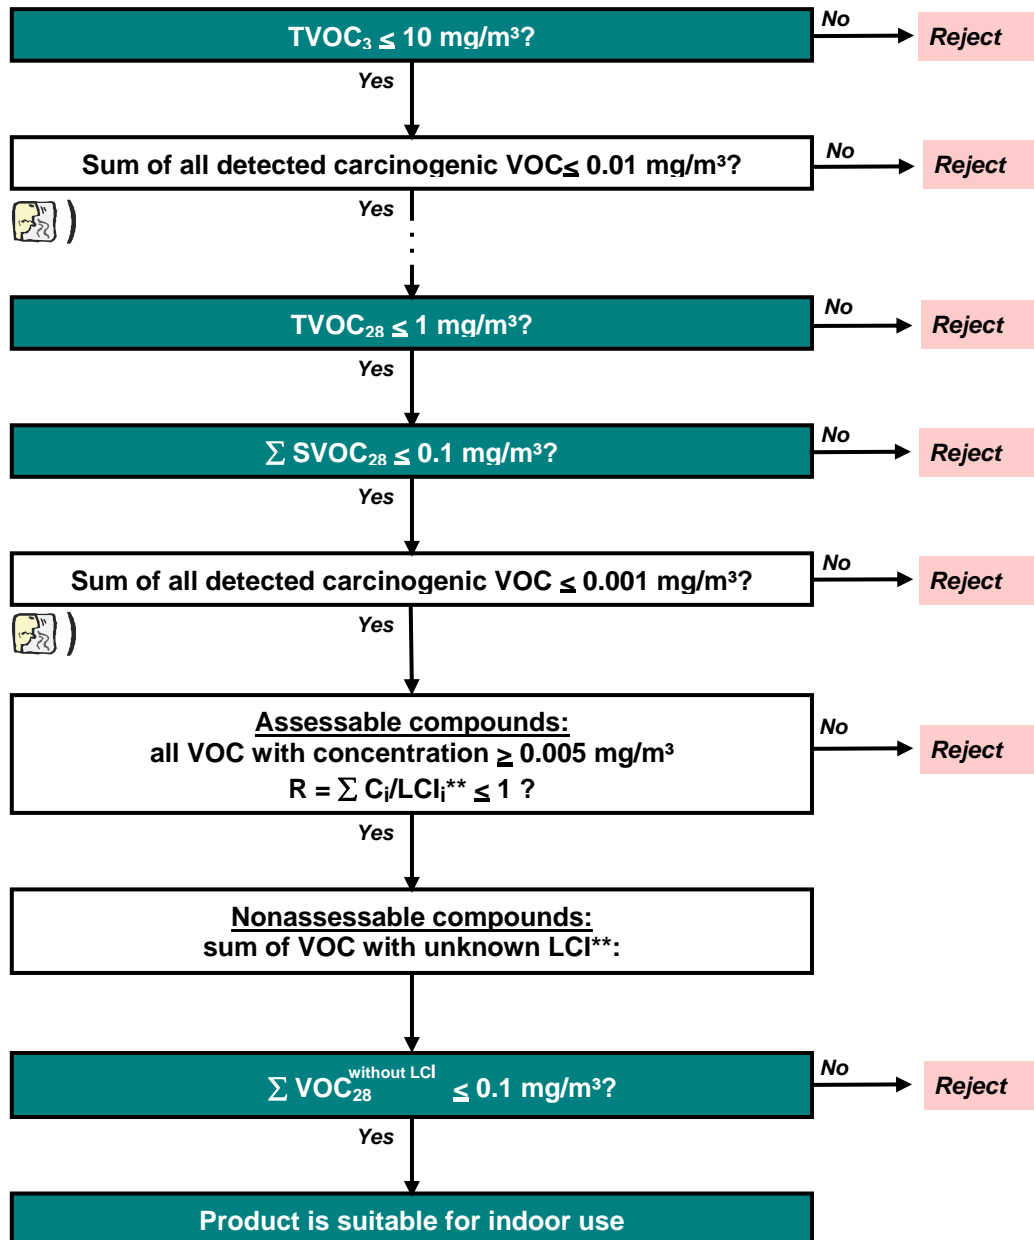 TVOC₃ ≤ 10 mg/m³?
No
Reject
Yes
Sum of all detected carcinogenic VOC≤ 0.01 mg/m³?
No
Reject
Yes
)
TVOC₂₈ ≤ 1 mg/m³?
No
Reject
Yes
∑ SVOC₂₈ ≤ 0.1 mg/m³?
No
Reject
Yes
Sum of all detected carcinogenic VOC ≤ 0.001 mg/m³?
No
Reject
Yes
)
Assessable compounds:
all VOC with concentration ≥ 0.005 mg/m³
R = ∑ Cᵢ/LCIᵢ** ≤ 1 ?
No
Reject
Yes
Nonassessable compounds:
sum of VOC with unknown LCI**:
∑ VOC₂₈ without LCI ≤ 0.1 mg/m³?
No
Reject
Yes
Product is suitable for indoor use